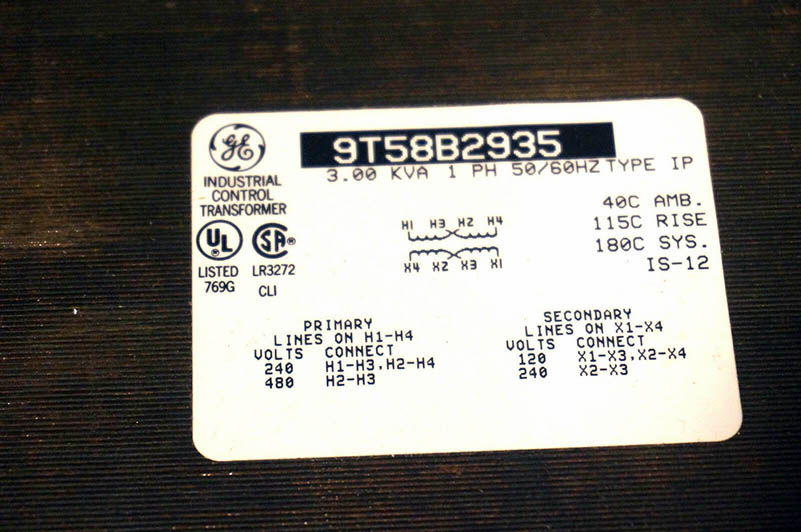 GE
9T58B2935
3.00 KVA 1 PH 50/60HZ TYPE IP
INDUSTRIAL
CONTROL
TRANSFORMER
UL SA
LISTED LR3272
769G CLI
H1 H3 H2 H4
X4 X2 X3 X1
40C AMB.
115C RISE
180C SYS.
IS-12
PRIMARY
LINES ON H1-H4
VOLTS CONNECT
240 H1-H3,H2-H4
480 H2-H3
SECONDARY
LINES ON X1-X4
VOLTS CONNECT
120 X1-X3,X2-X4
240 X2-X3